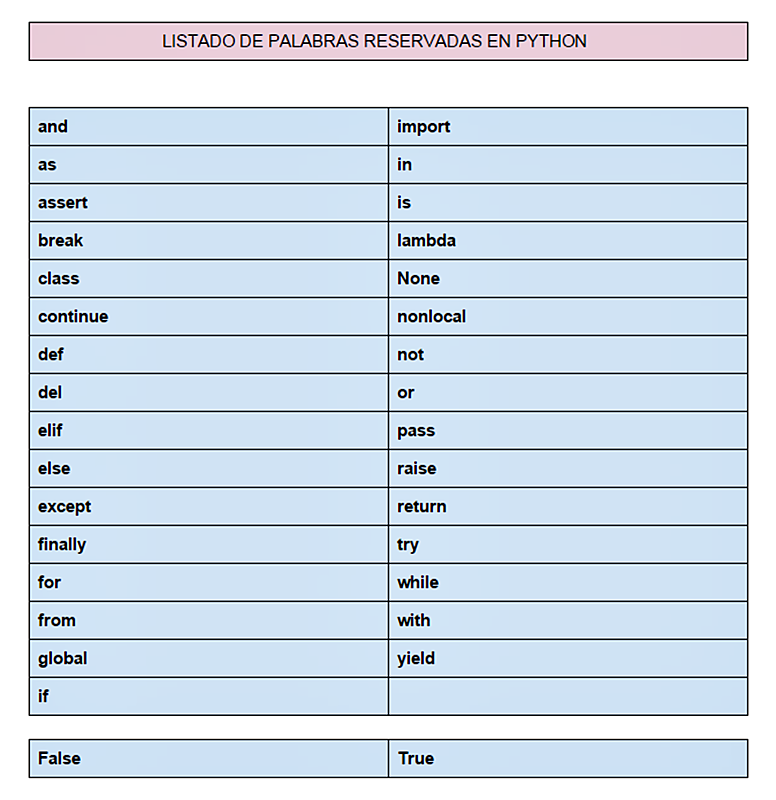 LISTADO DE PALABRAS RESERVADAS EN PYTHON
and import
as in
assert is
break lambda
class None
continue nonlocal
def not
del or
elif pass
else raise
except return
finally try
for while
from with
global yield
if
False True